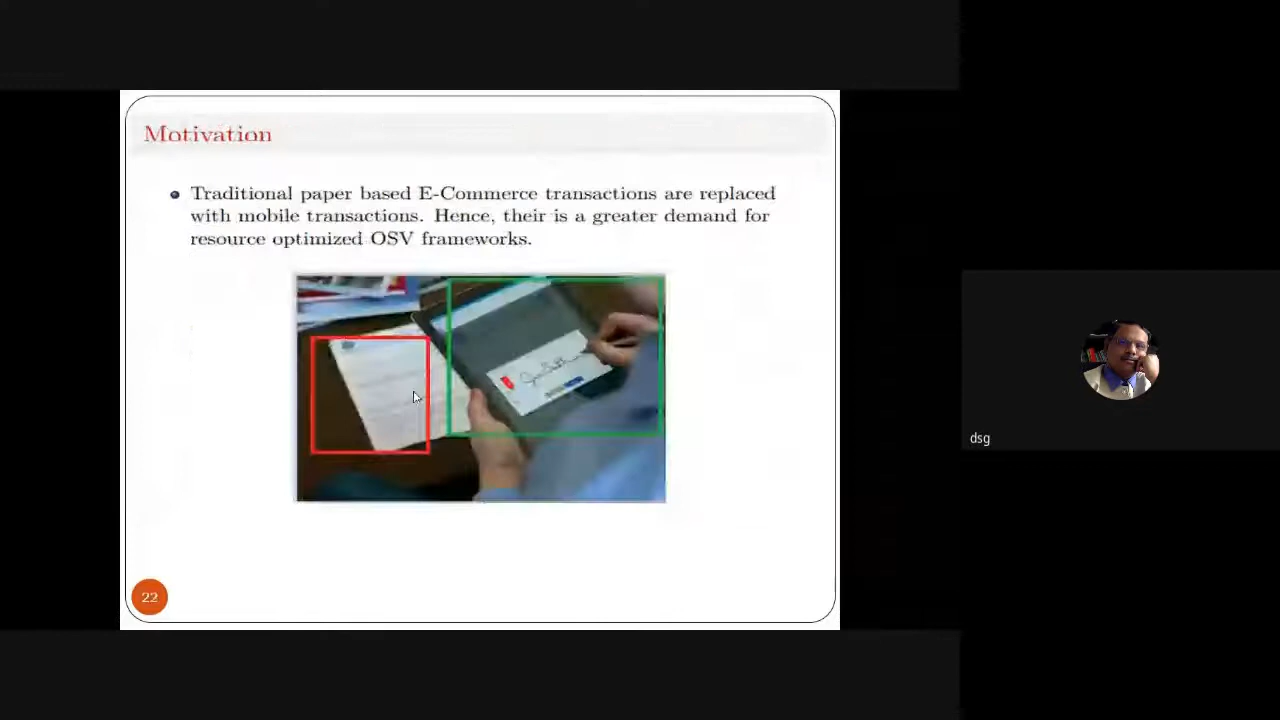 Motivation
Traditional paper based E-Commerce transactions are replaced
with mobile transactions. Hence, their is a greater demand for
resource optimized OSV frameworks.
22
dsg